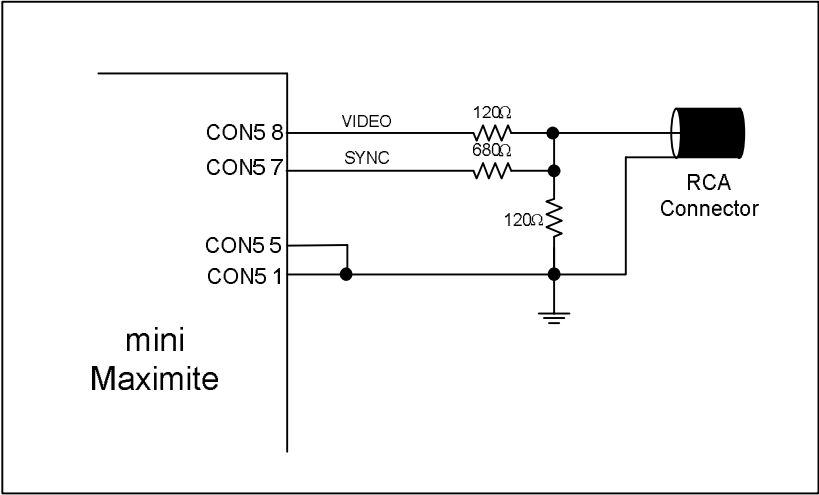 120Ω
CON5 8
VIDEO
680Ω
CON5 7
SYNC
RCA
Connector
120Ω
CON5 5
CON5 1
mini
Maximite